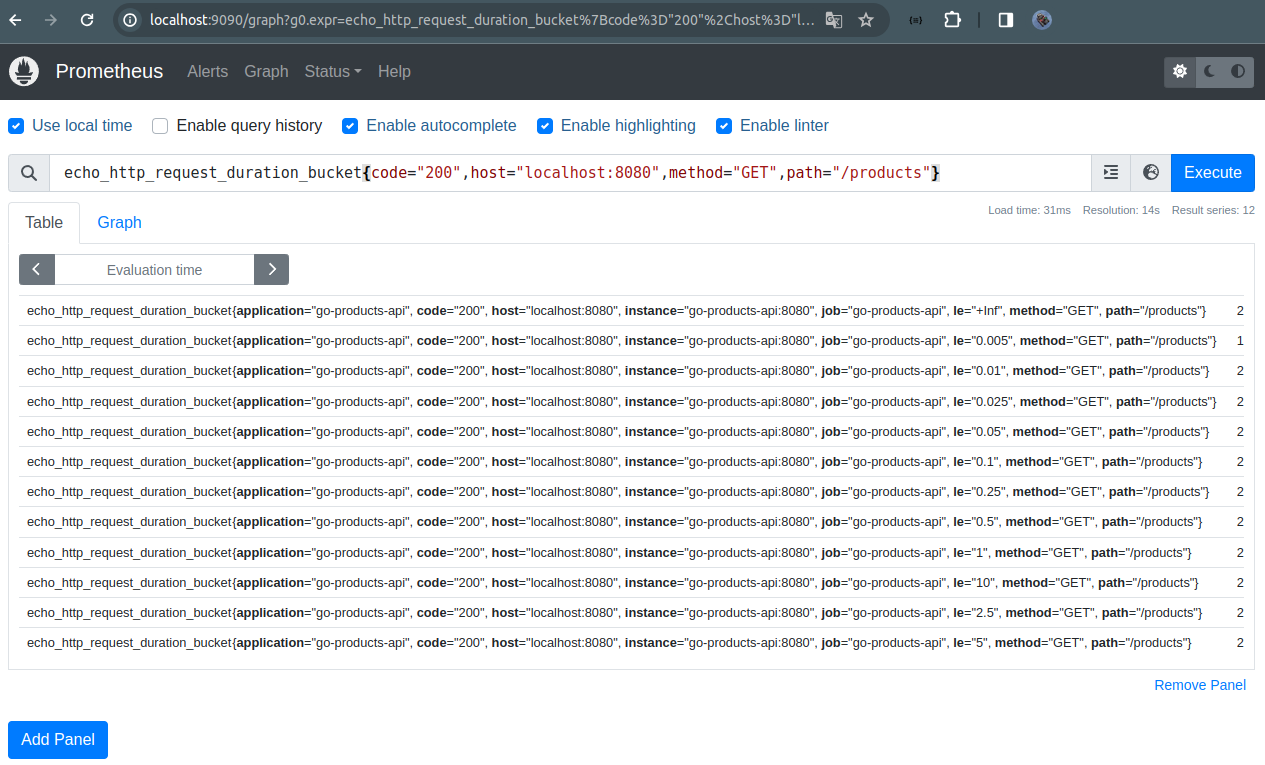 localhost:9090/graph?g0.expr=echo_http_request_duration_bucket%7Bcode%3D"200"%2Chost%3D"l...
Prometheus Alerts Graph Status Help
Use local time Enable query history Enable autocomplete Enable highlighting Enable linter
echo_http_request_duration_bucket{code="200",host="localhost:8080",method="GET",path="/products"} Execute
Table Graph Load time: 31ms Resolution: 14s Result series: 12
Evaluation time
echo_http_request_duration_bucket{application="go-products-api", code="200", host="localhost:8080", instance="go-products-api:8080", job="go-products-api", le="+Inf", method="GET", path="/products"} 2
echo_http_request_duration_bucket{application="go-products-api", code="200", host="localhost:8080", instance="go-products-api:8080", job="go-products-api", le="0.005", method="GET", path="/products"} 1
echo_http_request_duration_bucket{application="go-products-api", code="200", host="localhost:8080", instance="go-products-api:8080", job="go-products-api", le="0.01", method="GET", path="/products"} 2
echo_http_request_duration_bucket{application="go-products-api", code="200", host="localhost:8080", instance="go-products-api:8080", job="go-products-api", le="0.025", method="GET", path="/products"} 2
echo_http_request_duration_bucket{application="go-products-api", code="200", host="localhost:8080", instance="go-products-api:8080", job="go-products-api", le="0.05", method="GET", path="/products"} 2
echo_http_request_duration_bucket{application="go-products-api", code="200", host="localhost:8080", instance="go-products-api:8080", job="go-products-api", le="0.1", method="GET", path="/products"} 2
echo_http_request_duration_bucket{application="go-products-api", code="200", host="localhost:8080", instance="go-products-api:8080", job="go-products-api", le="0.25", method="GET", path="/products"} 2
echo_http_request_duration_bucket{application="go-products-api", code="200", host="localhost:8080", instance="go-products-api:8080", job="go-products-api", le="0.5", method="GET", path="/products"} 2
echo_http_request_duration_bucket{application="go-products-api", code="200", host="localhost:8080", instance="go-products-api:8080", job="go-products-api", le="1", method="GET", path="/products"} 2
echo_http_request_duration_bucket{application="go-products-api", code="200", host="localhost:8080", instance="go-products-api:8080", job="go-products-api", le="10", method="GET", path="/products"} 2
echo_http_request_duration_bucket{application="go-products-api", code="200", host="localhost:8080", instance="go-products-api:8080", job="go-products-api", le="2.5", method="GET", path="/products"} 2
echo_http_request_duration_bucket{application="go-products-api", code="200", host="localhost:8080", instance="go-products-api:8080", job="go-products-api", le="5", method="GET", path="/products"} 2
Remove Panel
Add Panel